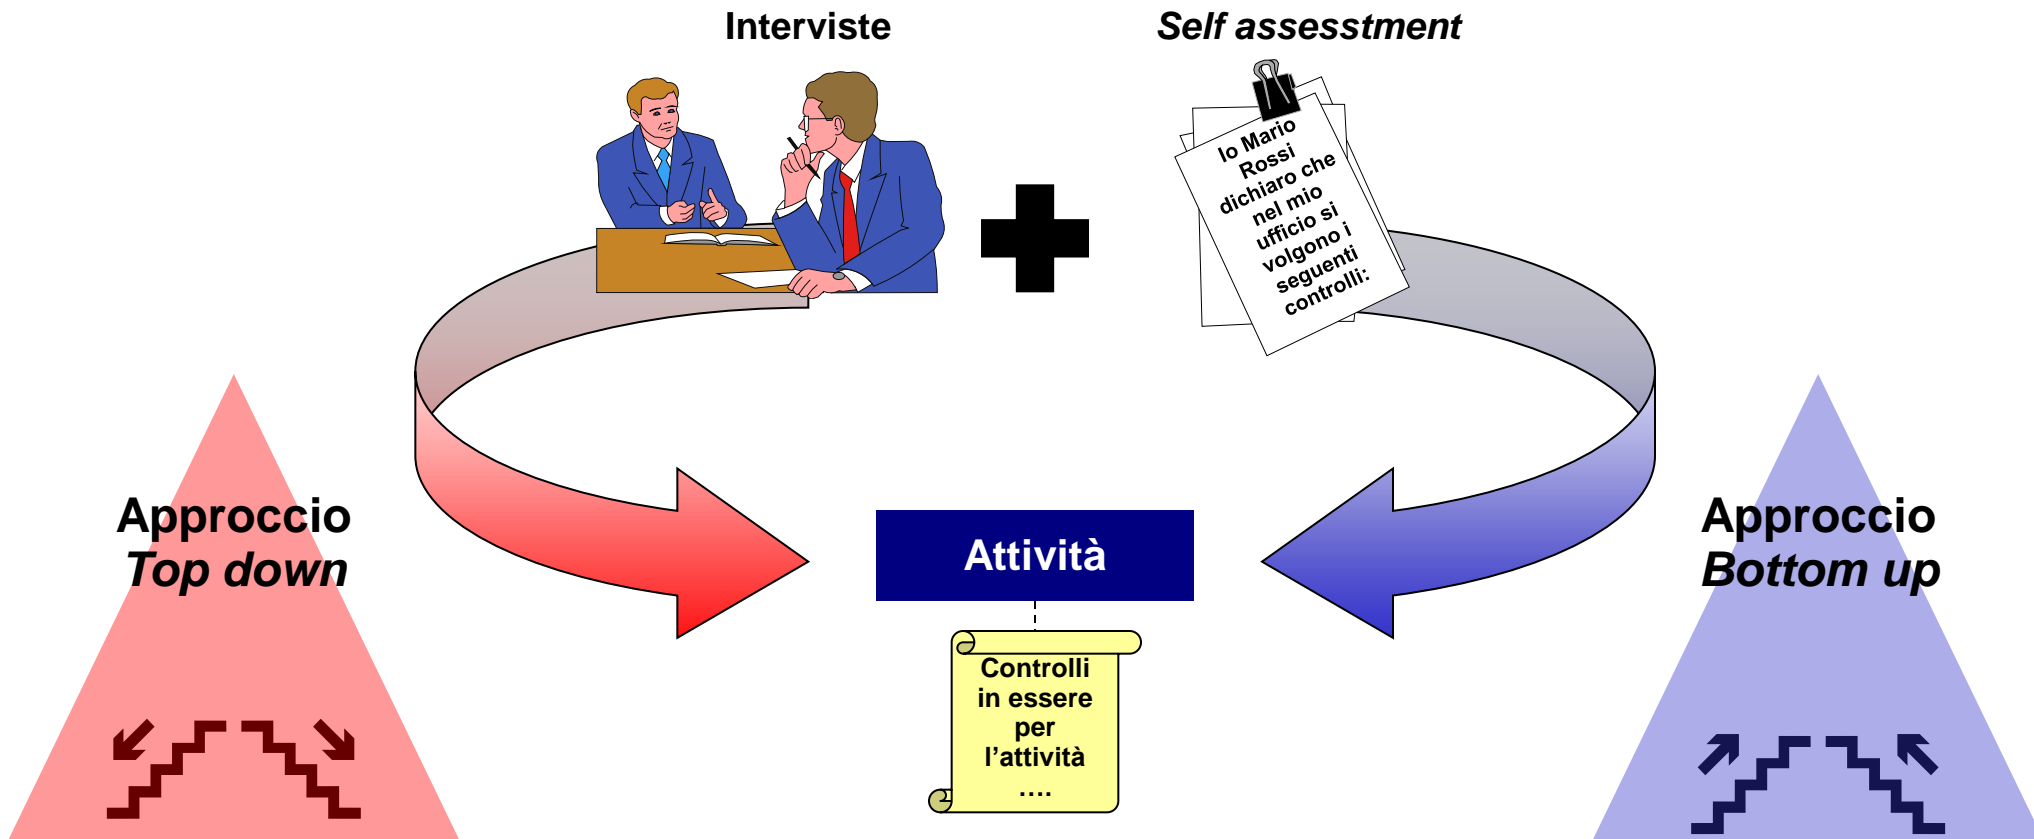 Interviste
Self assesstment
Io Mario
Rossi
dichiaro che
nel mio
ufficio si
volgono i
seguenti
controlli:
Approccio
Top down
Attività
Approccio
Bottom up
Controlli
in essere
per
l’attività
….